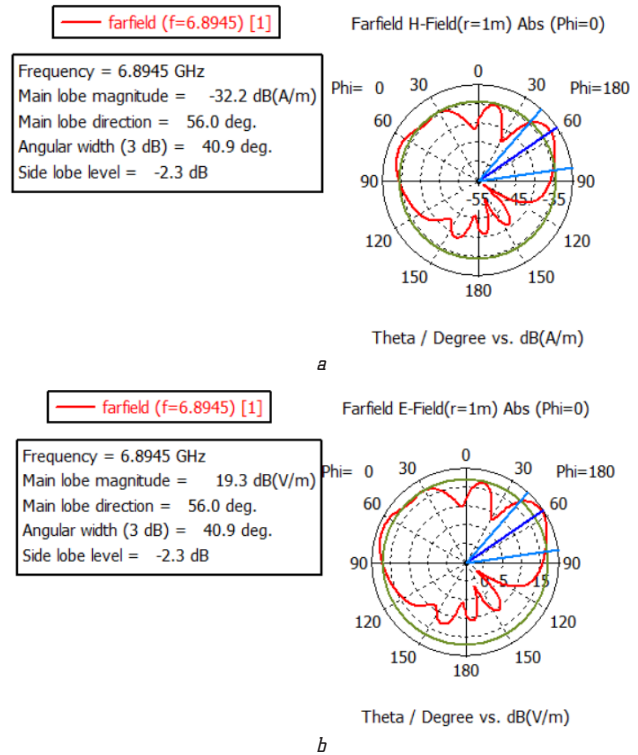 farfield (f=6.8945) [1]
Frequency = 6.8945 GHz
Main lobe magnitude = -32.2 dB(A/m)
Main lobe direction = 56.0 deg.
Angular width (3 dB) = 40.9 deg.
Side lobe level = -2.3 dB
Farfield H-Field(r=1m) Abs (Phi=0)
Phi= 0 30 0 30 Phi=180
60 60
90 -55 -45 -35 90
120 120
150 180 150
Theta / Degree vs. dB(A/m)
a
farfield (f=6.8945) [1]
Frequency = 6.8945 GHz
Main lobe magnitude = 19.3 dB(V/m)
Main lobe direction = 56.0 deg.
Angular width (3 dB) = 40.9 deg.
Side lobe level = -2.3 dB
Farfield E-Field(r=1m) Abs (Phi=0)
Phi= 0 30 0 30 Phi=180
60 60
90 5 15 90
120 120
150 180 150
Theta / Degree vs. dB(V/m)
b